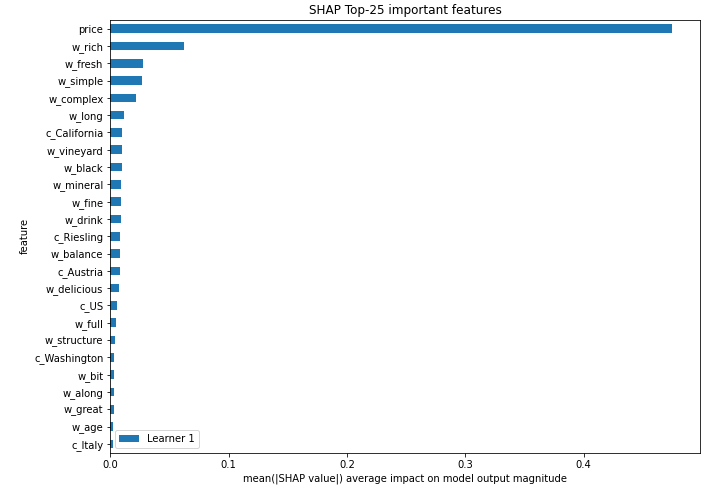 SHAP Top-25 important features
price
w_rich
w_fresh
w_simple
w_complex
w_long
c_California
w_vineyard
w_black
w_mineral
w_fine
w_drink
c_Riesling
w_balance
c_Austria
w_delicious
c_US
w_full
w_structure
c_Washington
w_bit
w_along
w_great
w_age
c_Italy
feature
Learner 1
0.0 0.1 0.2 0.3 0.4
mean(|SHAP value|) average impact on model output magnitude